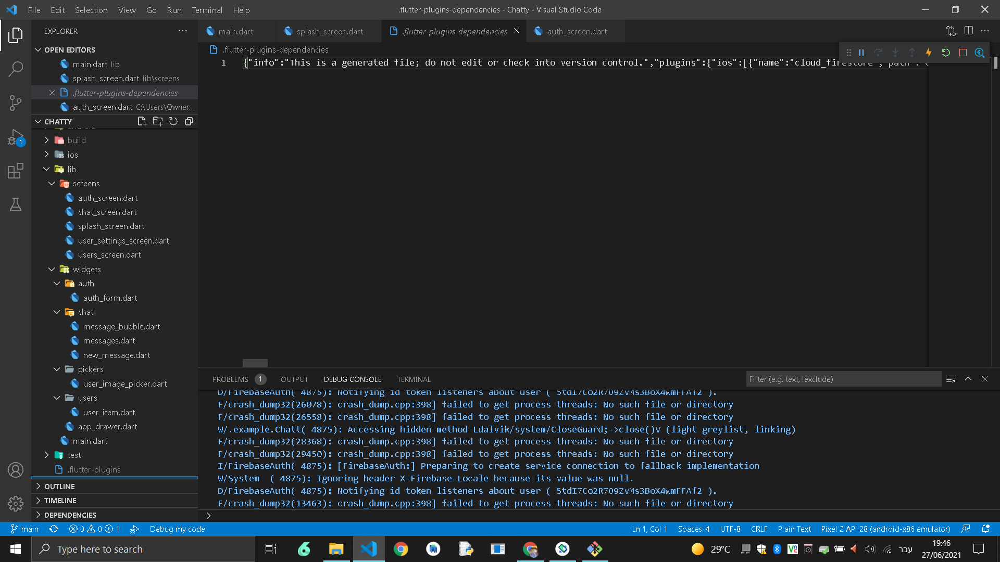 File Edit Selection View Go Run Terminal Help
.flutter-plugins-dependencies - Chatty - Visual Studio Code
EXPLORER
main.dart
splash_screen.dart
.flutter-plugins-dependencies
auth_screen.dart
OPEN EDITORS
main.dart lib
splash_screen.dart lib\screens
.flutter-plugins-dependencies
auth_screen.dart C:\Users\Owner...
CHATTY
android
build
ios
lib
screens
auth_screen.dart
chat_screen.dart
splash_screen.dart
user_settings_screen.dart
users_screen.dart
widgets
auth
auth_form.dart
chat
message_bubble.dart
messages.dart
new_message.dart
pickers
user_image_picker.dart
users
user_item.dart
app_drawer.dart
main.dart
test
.flutter-plugins
OUTLINE
TIMELINE
DEPENDENCIES
1
.flutter-plugins-dependencies
1 {"info":"This is a generated file; do not edit or check into version control.","plugins":{"ios":[{"name":"cloud_firestore","path":
PROBLEMS 1 OUTPUT DEBUG CONSOLE TERMINAL
Filter (e.g. text, !exclude)
D/FirebaseAuth( 4875): Notifying id token listeners about user ( 5tdI7Co2R7O9ZvMs3BoX4wmFFAf2 ).
F/crash_dump32(26078): crash_dump.cpp:398] failed to get process threads: No such file or directory
F/crash_dump32(26558): crash_dump.cpp:398] failed to get process threads: No such file or directory
W/.example.Chatt( 4875): Accessing hidden method Ldalvik/system/CloseGuard;->close()V (light greylist, linking)
F/crash_dump32(28368): crash_dump.cpp:398] failed to get process threads: No such file or directory
F/crash_dump32(29450): crash_dump.cpp:398] failed to get process threads: No such file or directory
I/FirebaseAuth( 4875): [FirebaseAuth:] Preparing to create service connection to fallback implementation
W/System  ( 4875): Ignoring header X-Firebase-Locale because its value was null.
D/FirebaseAuth( 4875): Notifying id token listeners about user ( 5tdI7Co2R7O9ZvMs3BoX4wmFFAf2 ).
F/crash_dump32(13463): crash_dump.cpp:398] failed to get process threads: No such file or directory
main 0 0 1 Debug my code
Ln 1, Col 1 Spaces: 4 UTF-8 CRLF Plain Text Pixel 2 API 28 (android-x86 emulator)
Type here to search
29°C
עבר
19:46
27/06/2021